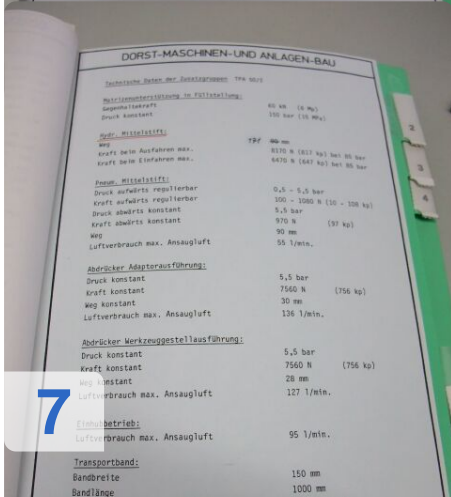 DORST-MASCHINEN-UND ANLAGEN-BAU
Technische Daten der Zusatzgruppen TPA
Matrizenunterstützung in Füllstellung:
Gegenhaltekraft 60 kN (6 Mp)
Druck konstant 150 bar (15 MPa)
Hydr. Mittelstift:
Weg mm
Kraft beim Ausfahren max. 8170 N (817 kp) bei 85 bar
Kraft beim Einfahren max. 6470 N (647 kp) bei 85 bar
Pneum. Mittelstift:
Druck aufwärts regulierbar 0,5 - 5,5 bar
Kraft aufwärts regulierbar 100 - 1080 N (10 - 108 kp)
Druck abwärts konstant 5,5 bar
Kraft abwärts konstant 970 N (97 kp)
Weg 90 mm
Luftverbrauch max. Ansaugluft 55 l/min.
Abdrücker Adapterausführung:
Druck konstant 5,5 bar
Kraft konstant 7560 N (756 kp)
Weg konstant 30 mm
Luftverbrauch max. Ansaugluft 136 l/min.
Abdrücker Werkzeuggestellausführung:
Druck konstant 5,5 bar
Kraft konstant 7560 N (756 kp)
Weg konstant 28 mm
Luftverbrauch max. Ansaugluft 127 l/min.
Einhubbetrieb:
Luftverbrauch max. Ansaugluft 95 l/min.
Transportband:
Bandbreite 150 mm
Bandlänge 1000 mm
2
3
4
7